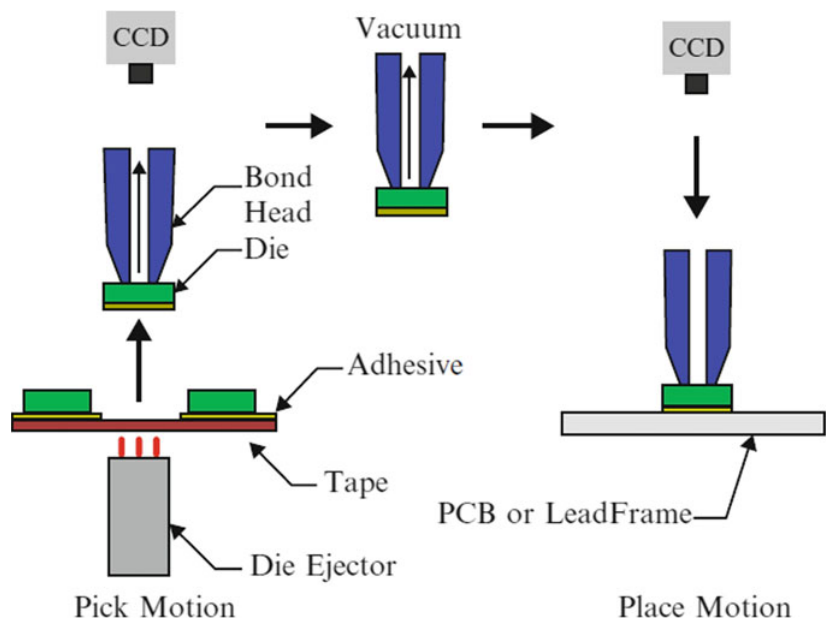 CCD
Vacuum
CCD
Bond
Head
Die
Adhesive
Tape
PCB or LeadFrame
Die Ejector
Pick Motion
Place Motion